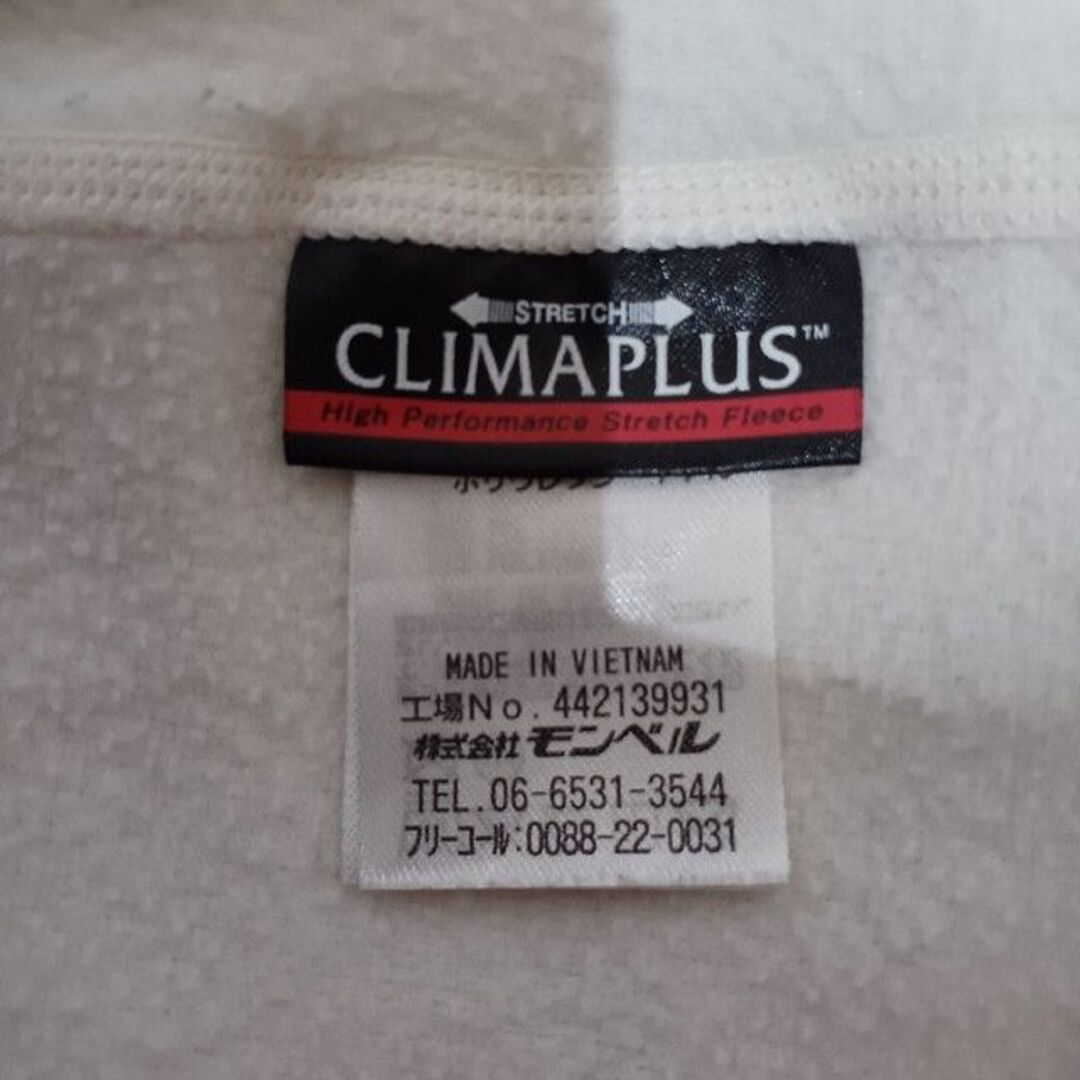 STRETCH
CLIMAPLUS™
High Performance Stretch Fleece
MADE IN VIETNAM
工場No.442139931
株式会社モンベル
TEL.06-6531-3544
フリーコール:0088-22-0031